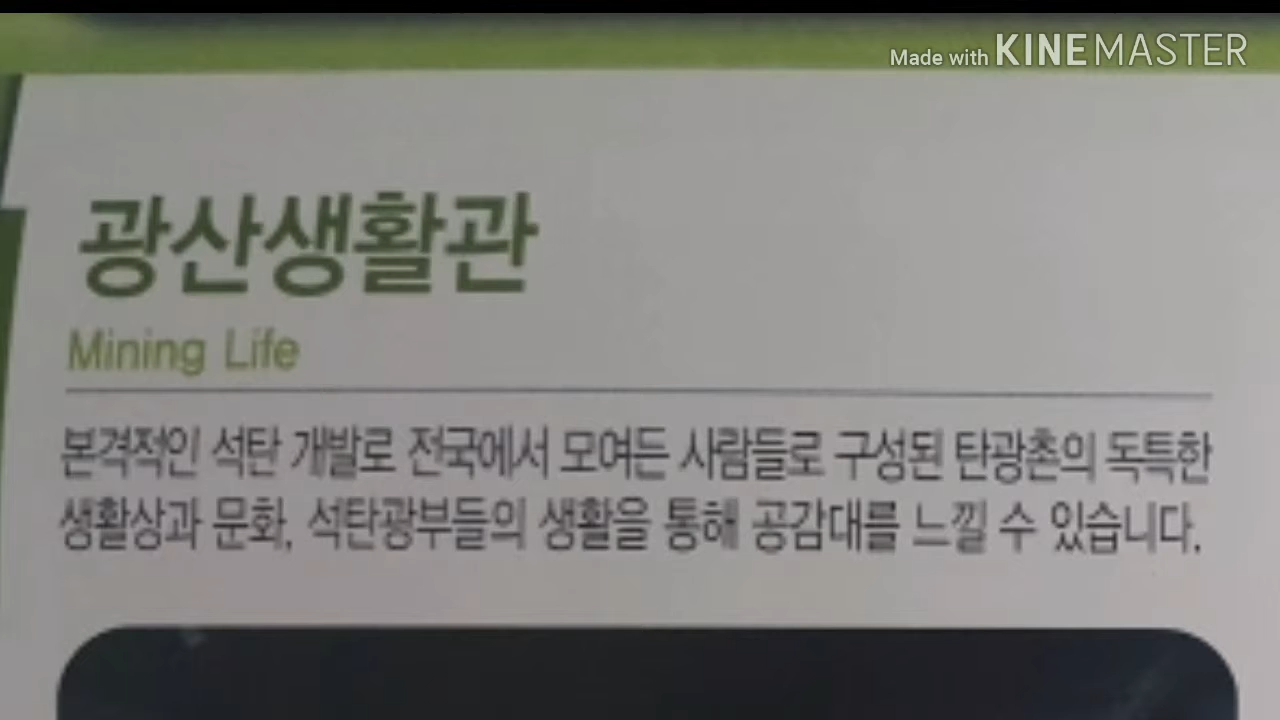 Made with KINEMASTER
광산생활관
Mining Life
본격적인 석탄 개발로 전국에서 모여든 사람들로 구성된 탄광촌의 독특한
생활상과 문화, 석탄광부들의 생활을 통해 공감대를 느낄 수 있습니다.